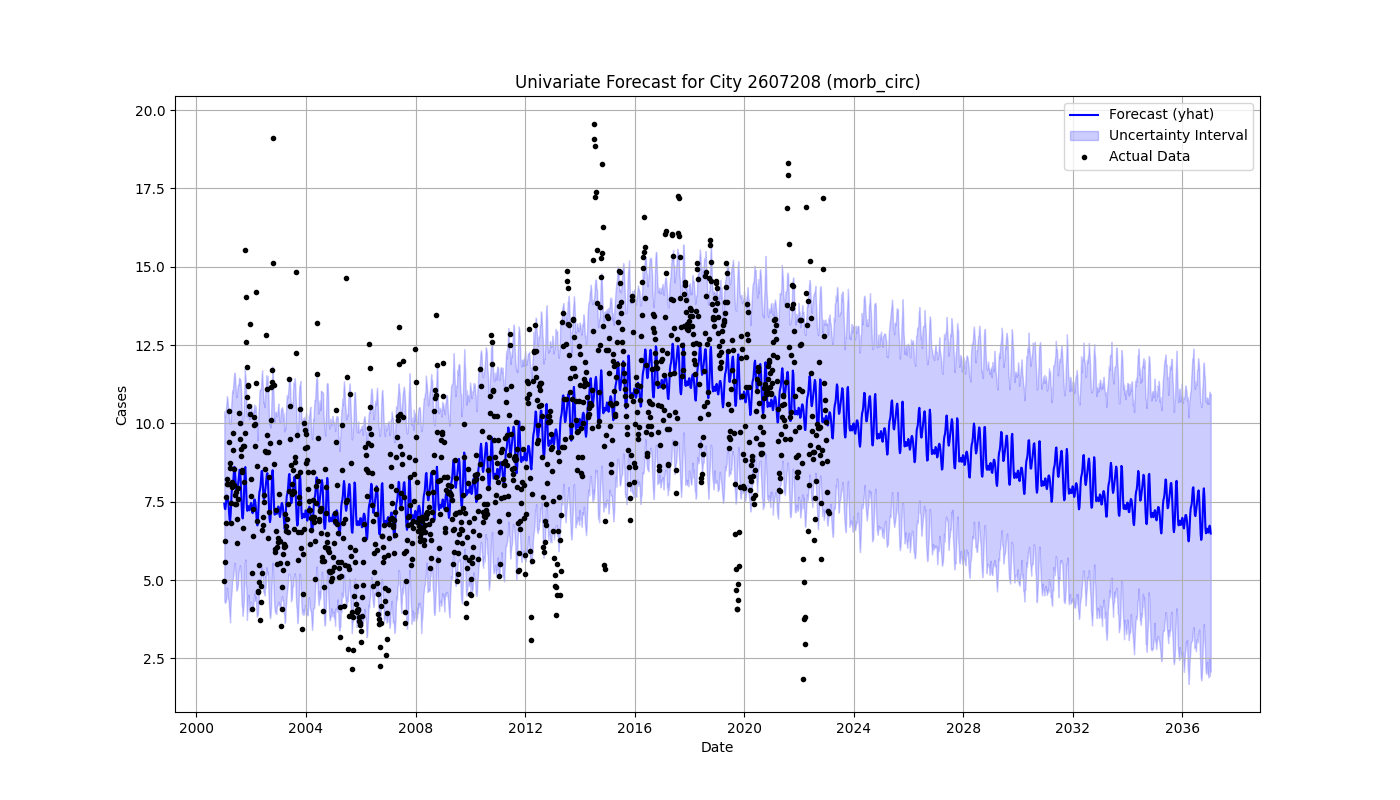 Univariate Forecast for City 2607208 (morb_circ)
20.0
17.5
15.0
12.5
10.0
7.5
5.0
2.5
Cases
Forecast (yhat)
Uncertainty Interval
Actual Data
2000 2004 2008 2012 2016 2020 2024 2028 2032 2036
Date